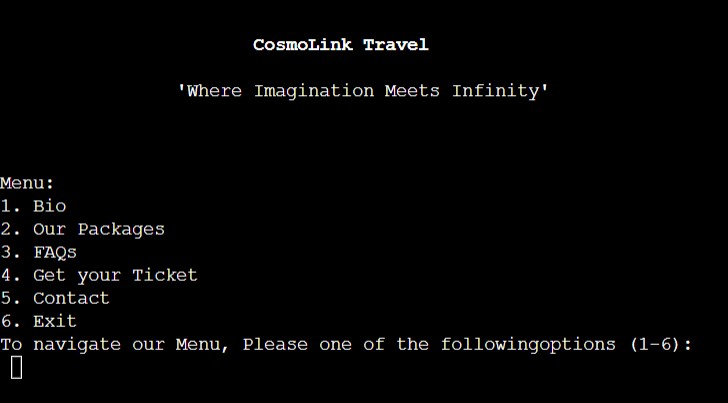 CosmoLink Travel
'Where Imagination Meets Infinity'
Menu:
1. Bio
2. Our Packages
3. FAQs
4. Get your Ticket
5. Contact
6. Exit
To navigate our Menu, Please one of the followingoptions (1-6):